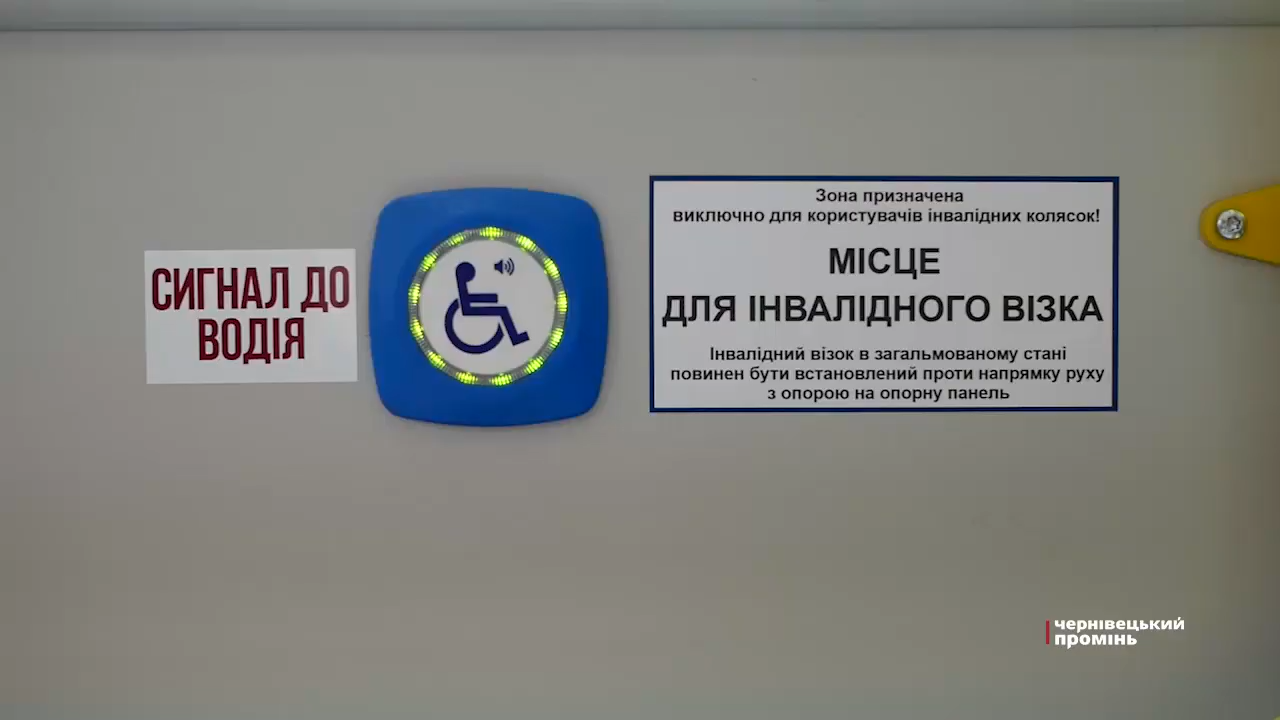 СИГНАЛ ДО
ВОДІЯ
Зона призначена
виключно для користувачів інвалідних колясок!
МІСЦЕ
ДЛЯ ІНВАЛІДНОГО ВІЗКА
Інвалідний візок в загальмованому стані
повинен бути встановлений проти напрямку руху
з опорою на опорну панель
чернівецький
промінь